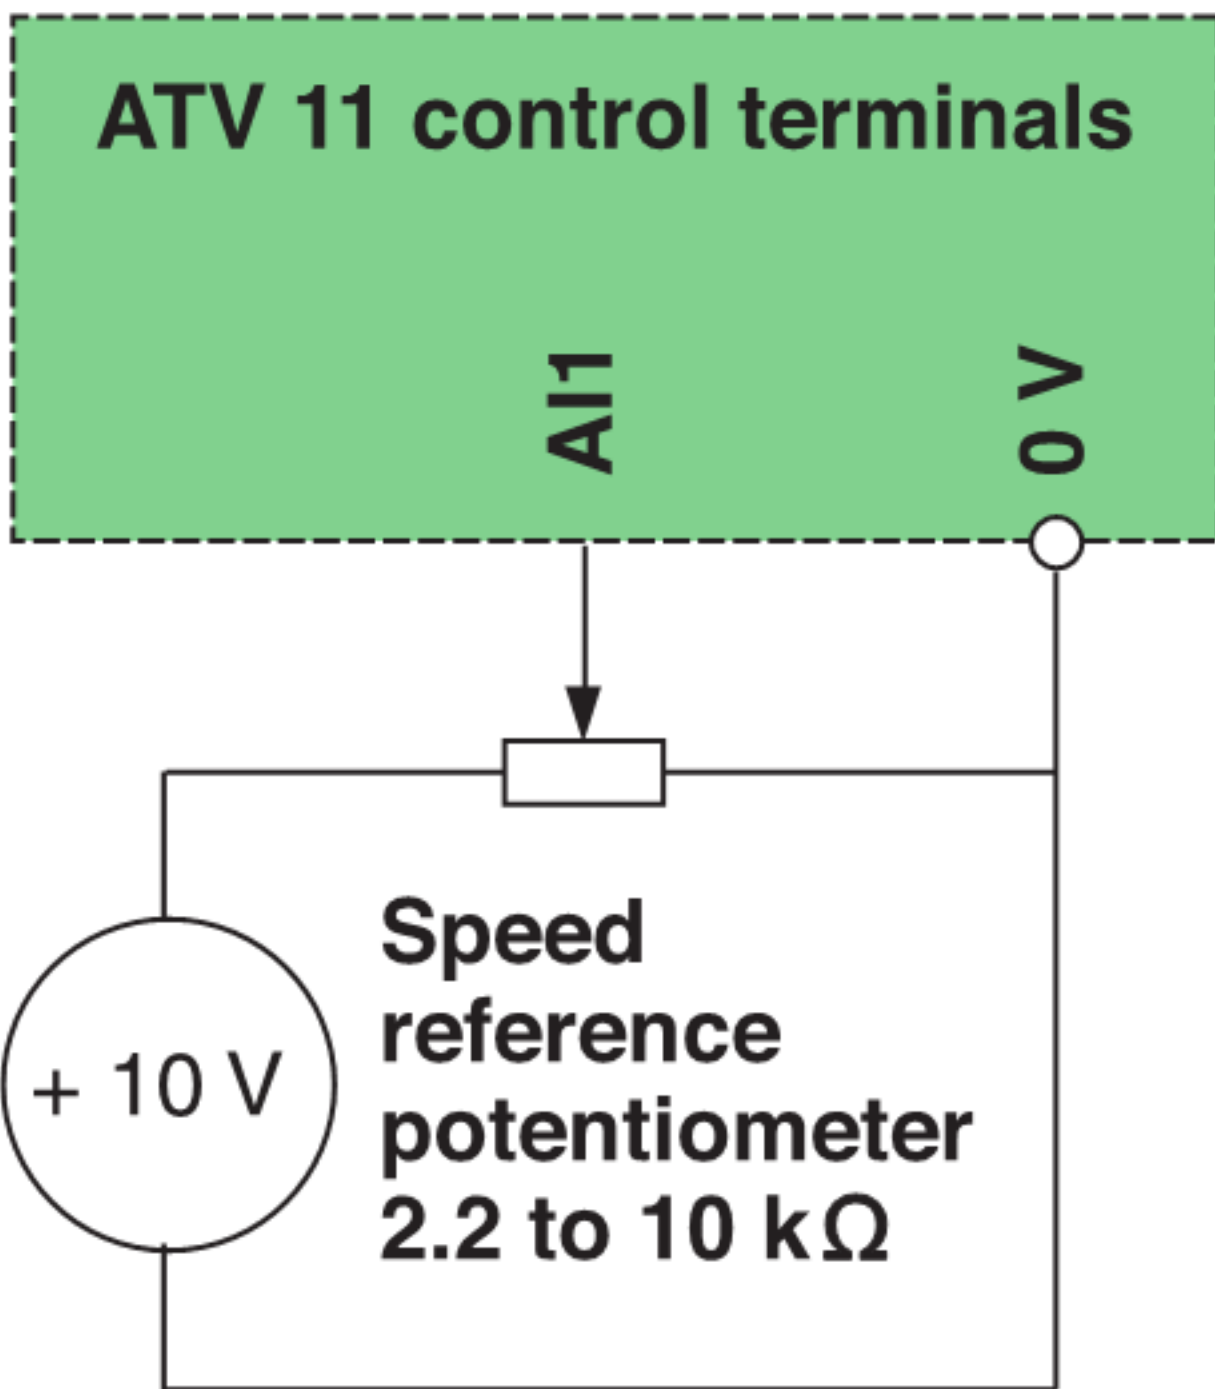 ATV 11 control terminals
AI1
0 V
+ 10 V
Speed
reference
potentiometer
2.2 to 10 kΩ